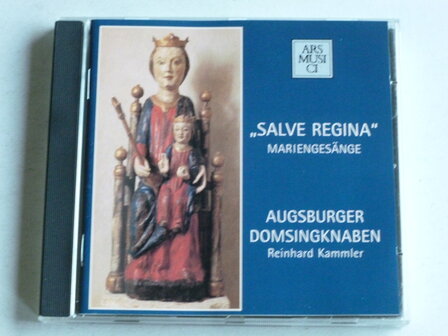 ARS
MUSI
CI
„SALVE REGINA“
MARIENGESÄNGE
AUGSBURGER
DOMSINGKNABEN
Reinhard Kammler